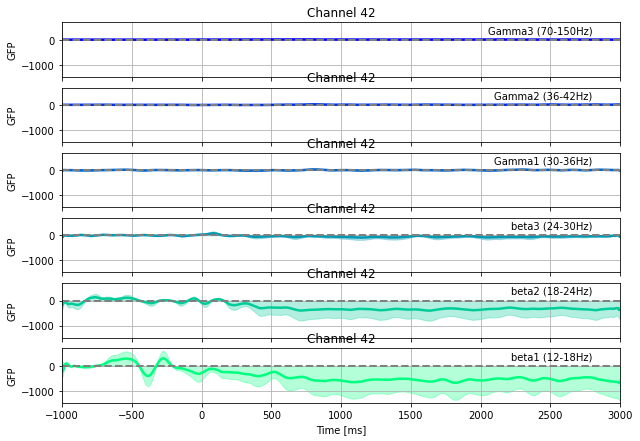 Channel 42
Gamma3 (70-150Hz)
GFP
0
−1000
Channel 42
Gamma2 (36-42Hz)
GFP
0
−1000
Channel 42
Gamma1 (30-36Hz)
GFP
0
−1000
Channel 42
beta3 (24-30Hz)
GFP
0
−1000
Channel 42
beta2 (18-24Hz)
GFP
0
−1000
Channel 42
beta1 (12-18Hz)
GFP
0
−1000
−1000 −500 0 500 1000 1500 2000 2500 3000
Time [ms]